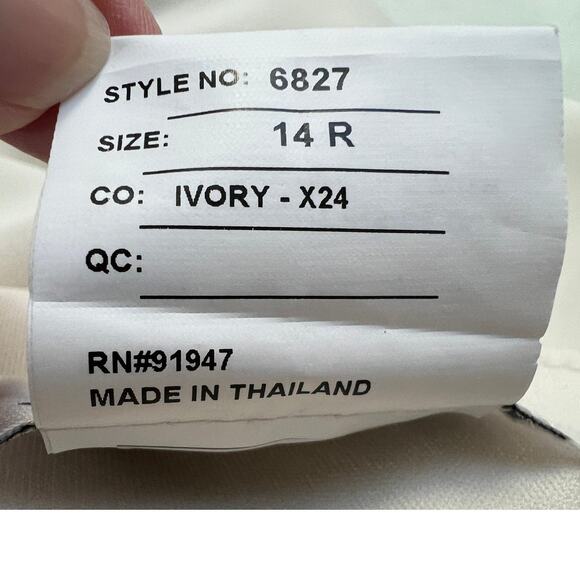 STYLE NO: 6827
SIZE: 14 R
CO: IVORY - X24
QC:
RN#91947
MADE IN THAILAND